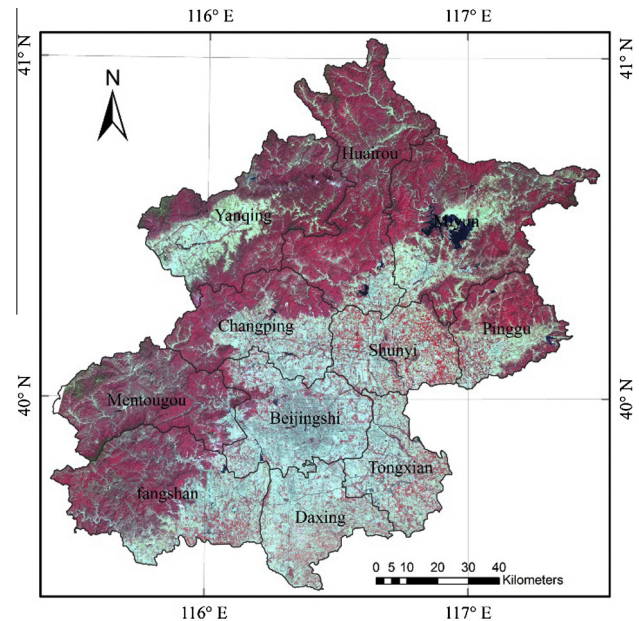 116° E 117° E
41° N
41° N
N
Huairou
Yanqing
Miyun
Changping
Pinggu
Shunyi
40° N
40° N
Mentougou
Beijingshi
Tongxian
fangshan
Daxing
0 5 10 20 30 40
Kilometers
116° E 117° E